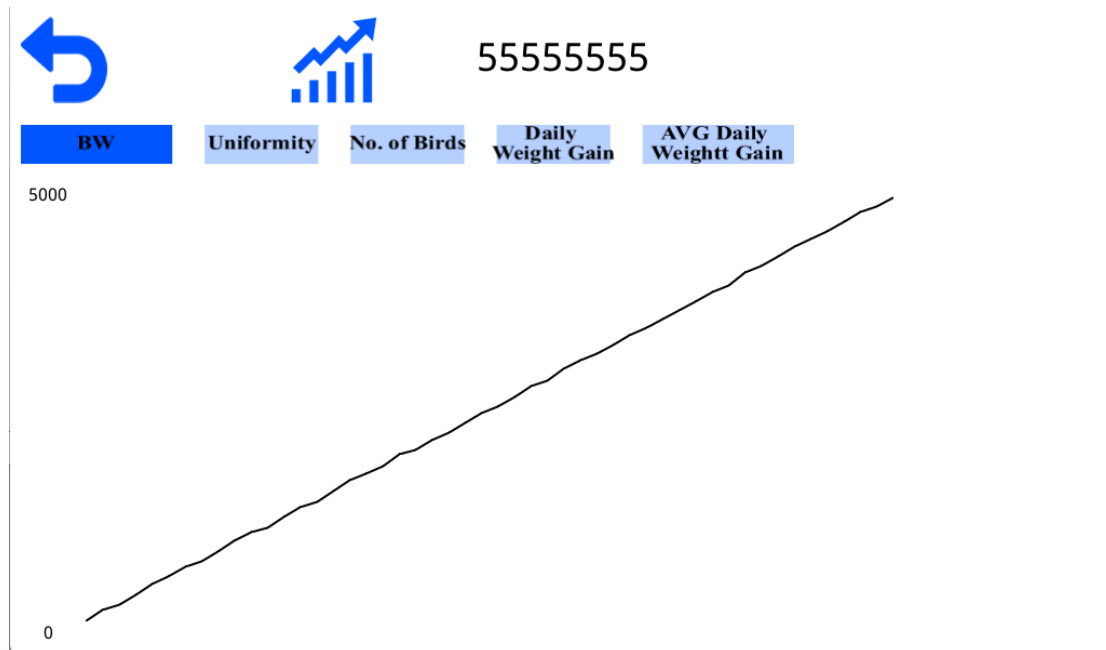 55555555
BW
Uniformity
No. of Birds
Daily
Weight Gain
AVG Daily
Weightt Gain
5000
0